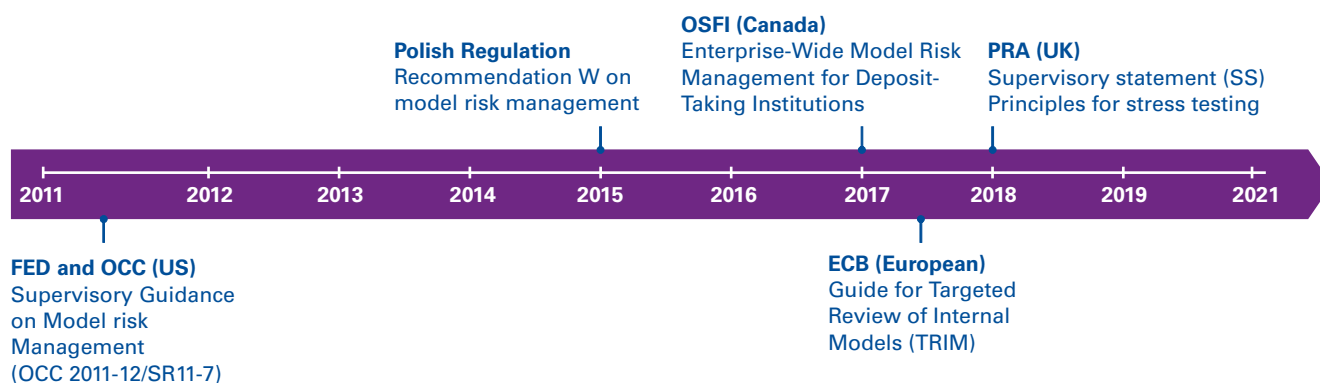 Polish Regulation
Recommendation W on
model risk management
OSFI (Canada)
Enterprise-Wide Model Risk
Management for Deposit-
Taking Institutions
PRA (UK)
Supervisory statement (SS)
Principles for stress testing
2011 2012 2013 2014 2015 2016 2017 2018 2019 2021
FED and OCC (US)
Supervisory Guidance
on Model risk
Management
(OCC 2011-12/SR11-7)
ECB (European)
Guide for Targeted
Review of Internal
Models (TRIM)